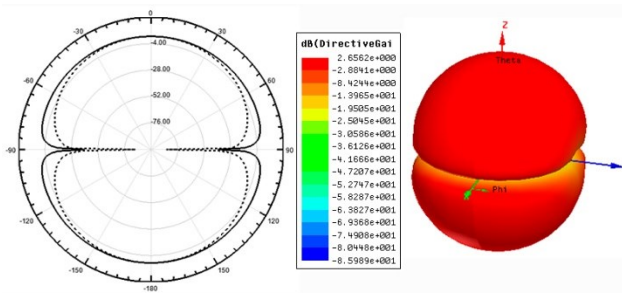 0
-30
30
-60
60
-90
90
-120
120
-150
150
-180
-4.00
-28.00
-52.00
-76.00
dB(DirectiveGai
2.6562e+000
-2.8841e+000
-8.4244e+000
-1.3965e+001
-1.9505e+001
-2.5045e+001
-3.0586e+001
-3.6126e+001
-4.1666e+001
-4.7207e+001
-5.2747e+001
-5.8287e+001
-6.3827e+001
-6.9368e+001
-7.4908e+001
-8.0448e+001
-8.5989e+001
Z
Theta
Phi